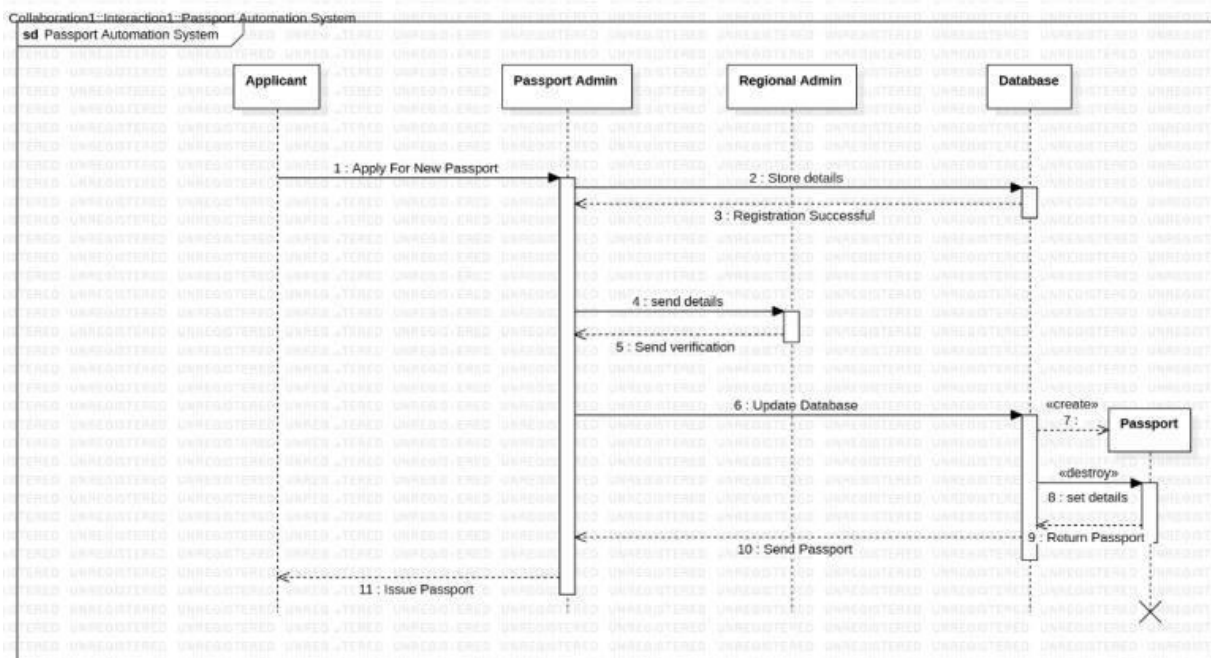 Collaboration1::Interaction1::Passport Automation System
sd Passport Automation System
Applicant
Passport Admin
Regional Admin
Database
1 : Apply For New Passport
2 : Store details
3 : Registration Successful
4 : send details
5 : Send verification
6 : Update Database
«create»
7 :
Passport
«destroy»
8 : set details
9 : Return Passport
10 : Send Passport
11 : Issue Passport
UNREGISTERED